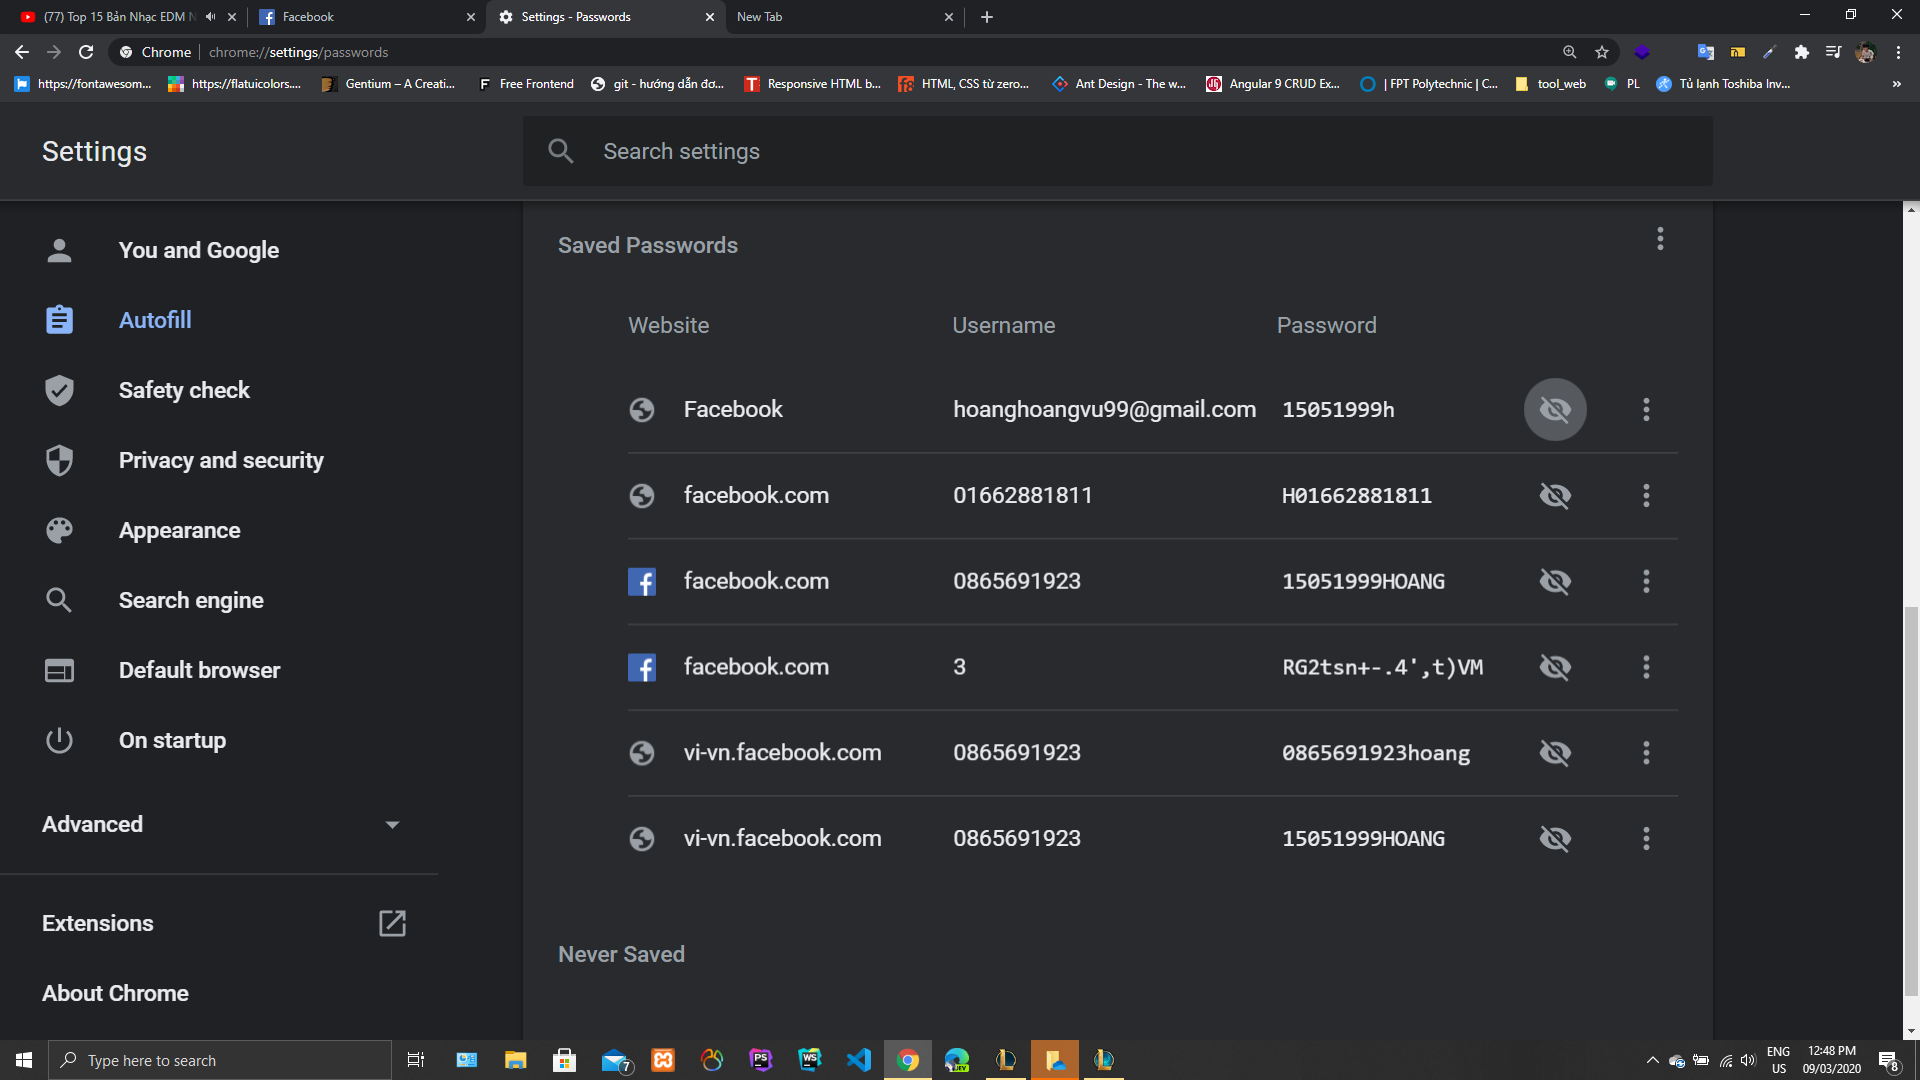 (77) Top 15 Bản Nhạc EDM N
Facebook
Settings - Passwords
New Tab
Chrome
chrome://settings/passwords
https://fontawesom...
https://flatuicolors....
Gentium – A Creati...
Free Frontend
git - hướng dẫn đơ...
Responsive HTML b...
HTML, CSS từ zero...
Ant Design - The w...
Angular 9 CRUD Ex...
| FPT Polytechnic | C...
tool_web
PL
Tủ lạnh Toshiba Inv...
»
Settings
Search settings
You and Google
Autofill
Safety check
Privacy and security
Appearance
Search engine
Default browser
On startup
Advanced
Extensions
About Chrome
Saved Passwords
Website Username Password
Facebook hoanghoangvu99@gmail.com 15051999h
facebook.com 01662881811 H01662881811
facebook.com 0865691923 15051999HOANG
facebook.com 3 RG2tsn+-.4',t)VM
vi-vn.facebook.com 0865691923 0865691923hoang
vi-vn.facebook.com 0865691923 15051999HOANG
Never Saved
Type here to search
7
PS
WS
DEV
ENG
US
12:48 PM
09/03/2020
8